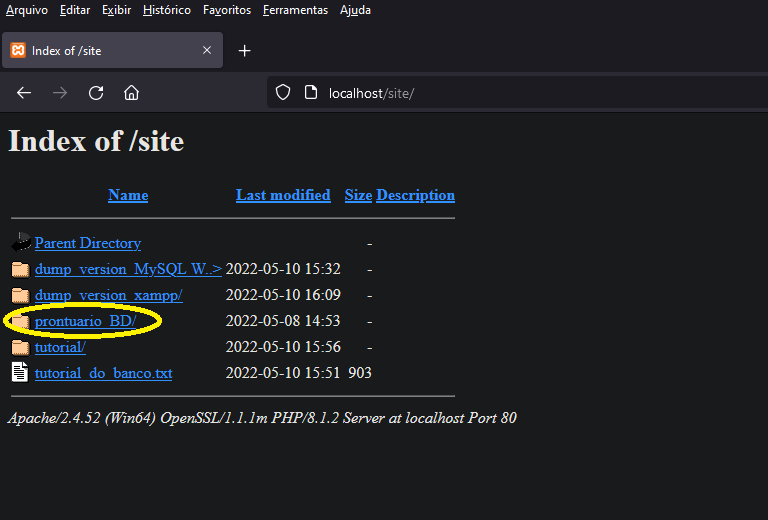 Arquivo Editar Exibir Histórico Favoritos Ferramentas Ajuda
Index of /site
localhost/site/
Index of /site
Name Last modified Size Description
Parent Directory -
dump_version_MySQL W..> 2022-05-10 15:32 -
dump_version_xampp/ 2022-05-10 16:09 -
prontuario_BD/ 2022-05-08 14:53 -
tutorial/ 2022-05-10 15:56 -
tutorial_do_banco.txt 2022-05-10 15:51 903
Apache/2.4.52 (Win64) OpenSSL/1.1.1m PHP/8.1.2 Server at localhost Port 80